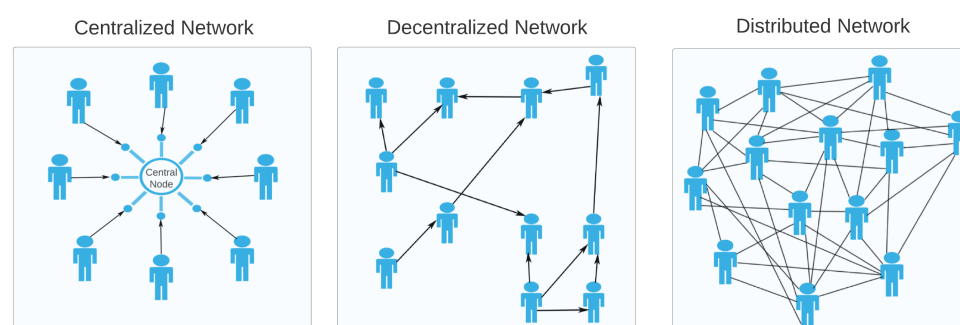 Centralized Network
Decentralized Network
Distributed Network
Central
Node